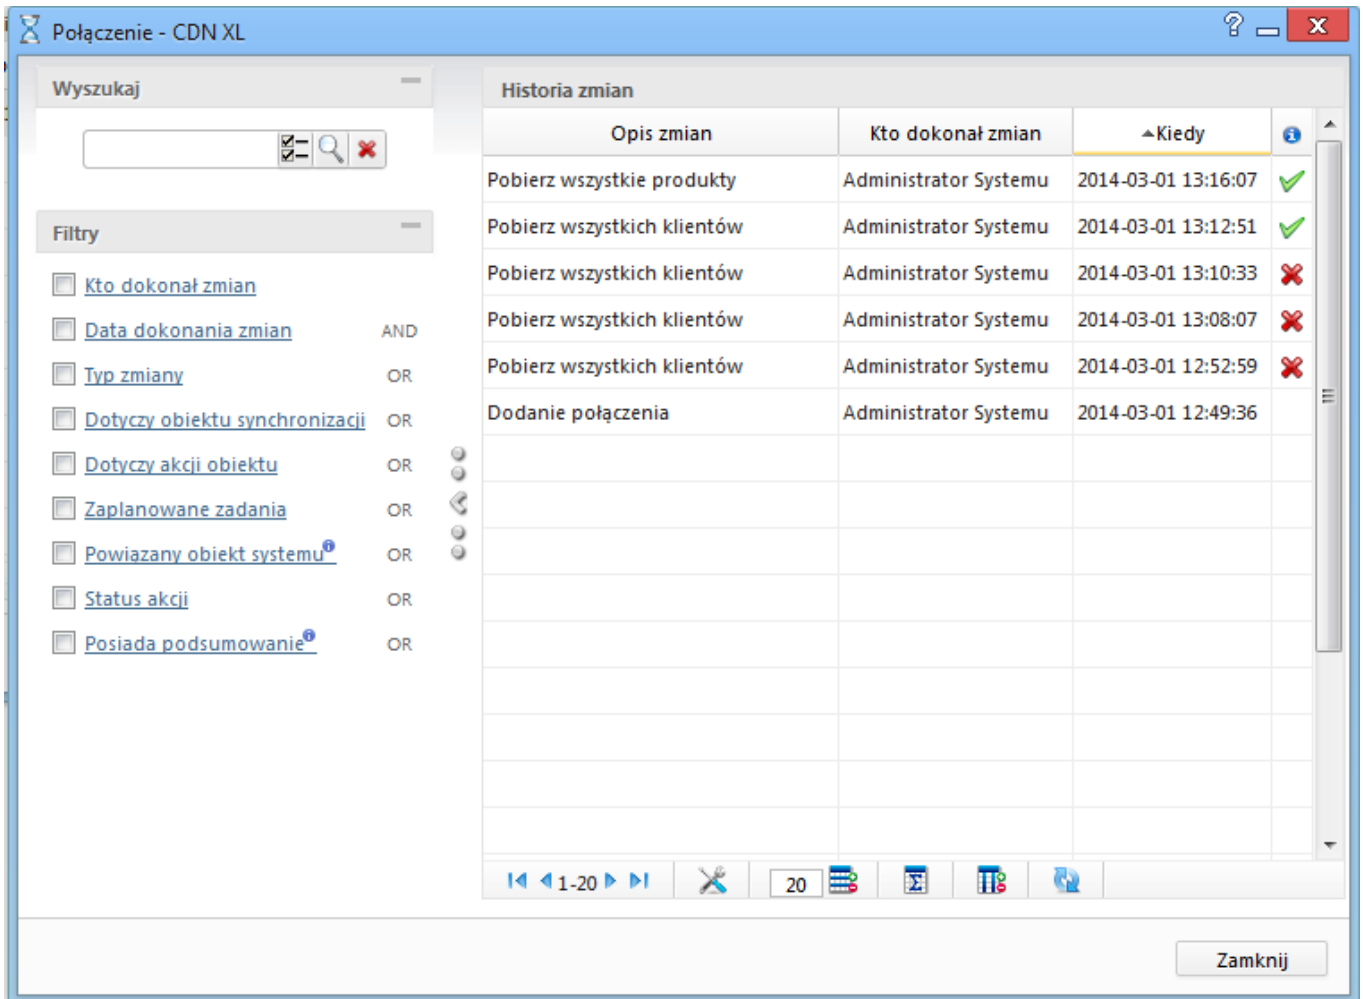 Połączenie - CDN XL
Wyszukaj
Filtry
Kto dokonał zmian
Data dokonania zmian AND
Typ zmiany OR
Dotyczy obiektu synchronizacji OR
Dotyczy akcji obiektu OR
Zaplanowane zadania OR
Powiązany obiekt systemu OR
Status akcji OR
Posiada podsumowanie OR
Historia zmian
Opis zmian Kto dokonał zmian Kiedy
Pobierz wszystkie produkty Administrator Systemu 2014-03-01 13:16:07
Pobierz wszystkich klientów Administrator Systemu 2014-03-01 13:12:51
Pobierz wszystkich klientów Administrator Systemu 2014-03-01 13:10:33
Pobierz wszystkich klientów Administrator Systemu 2014-03-01 13:08:07
Pobierz wszystkich klientów Administrator Systemu 2014-03-01 12:52:59
Dodanie połączenia Administrator Systemu 2014-03-01 12:49:36
1-20 20
Zamknij